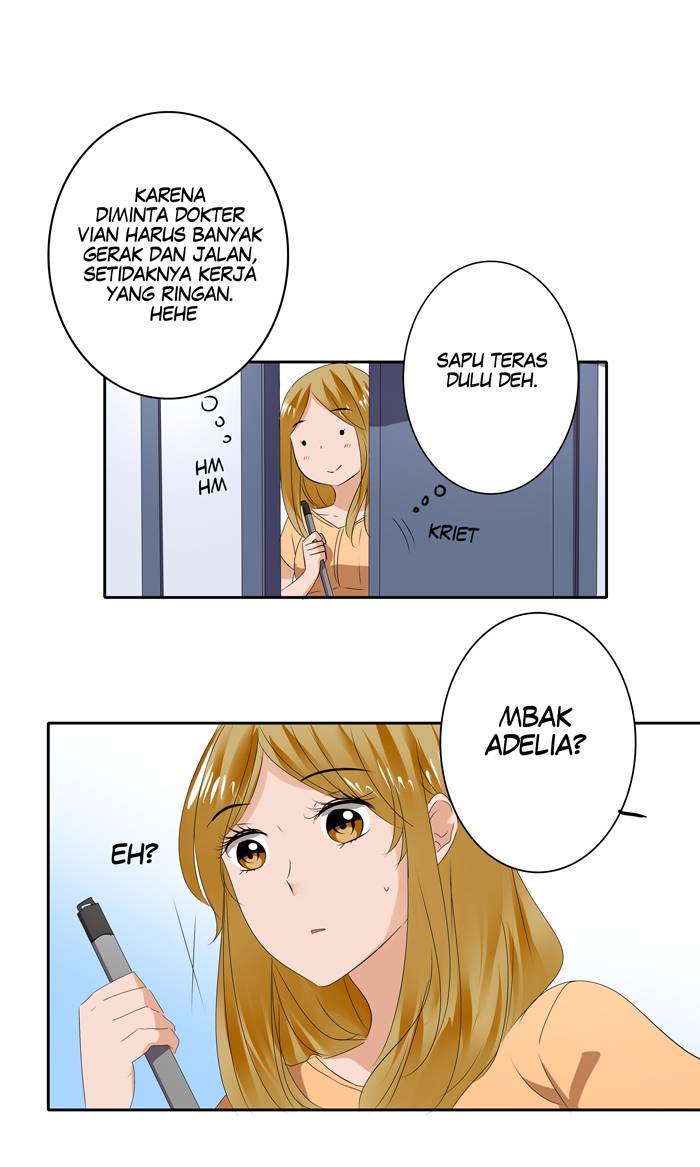 KARENA
DIMINTA DOKTER
VIAN HARUS BANYAK
GERAK DAN JALAN,
SETIDAKNYA KERJA
YANG RINGAN.
HEHE
SAPU TERAS
DULU DEH.
HM
HM
KRIET
MBAK
ADELIA?
EH?